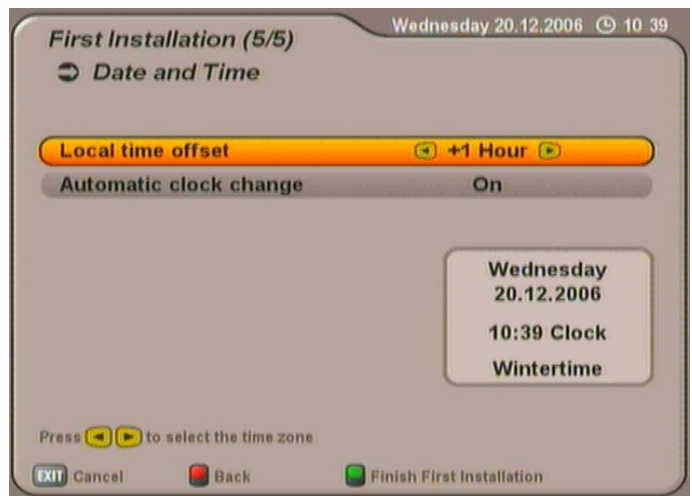 First Installation (5/5)
Wednesday 20.12.2006 10 39
Date and Time
Local time offset +1 Hour
Automatic clock change On
Wednesday
20.12.2006
10:39 Clock
Wintertime
Press to select the time zone
EXIT Cancel Back Finish First Installation